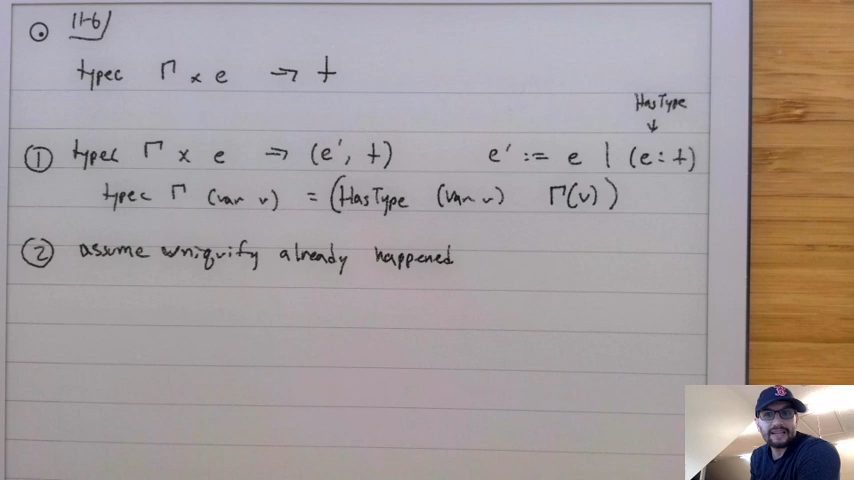 ⊙ 11-6/
typec Γ × e → t
HasType
↓
① typec Γ × e ⇒ (e', t) e' := e | (e : t)
typec Γ (var v) = (HasType (var v) Γ(v))
② assume uniquify already happened
B